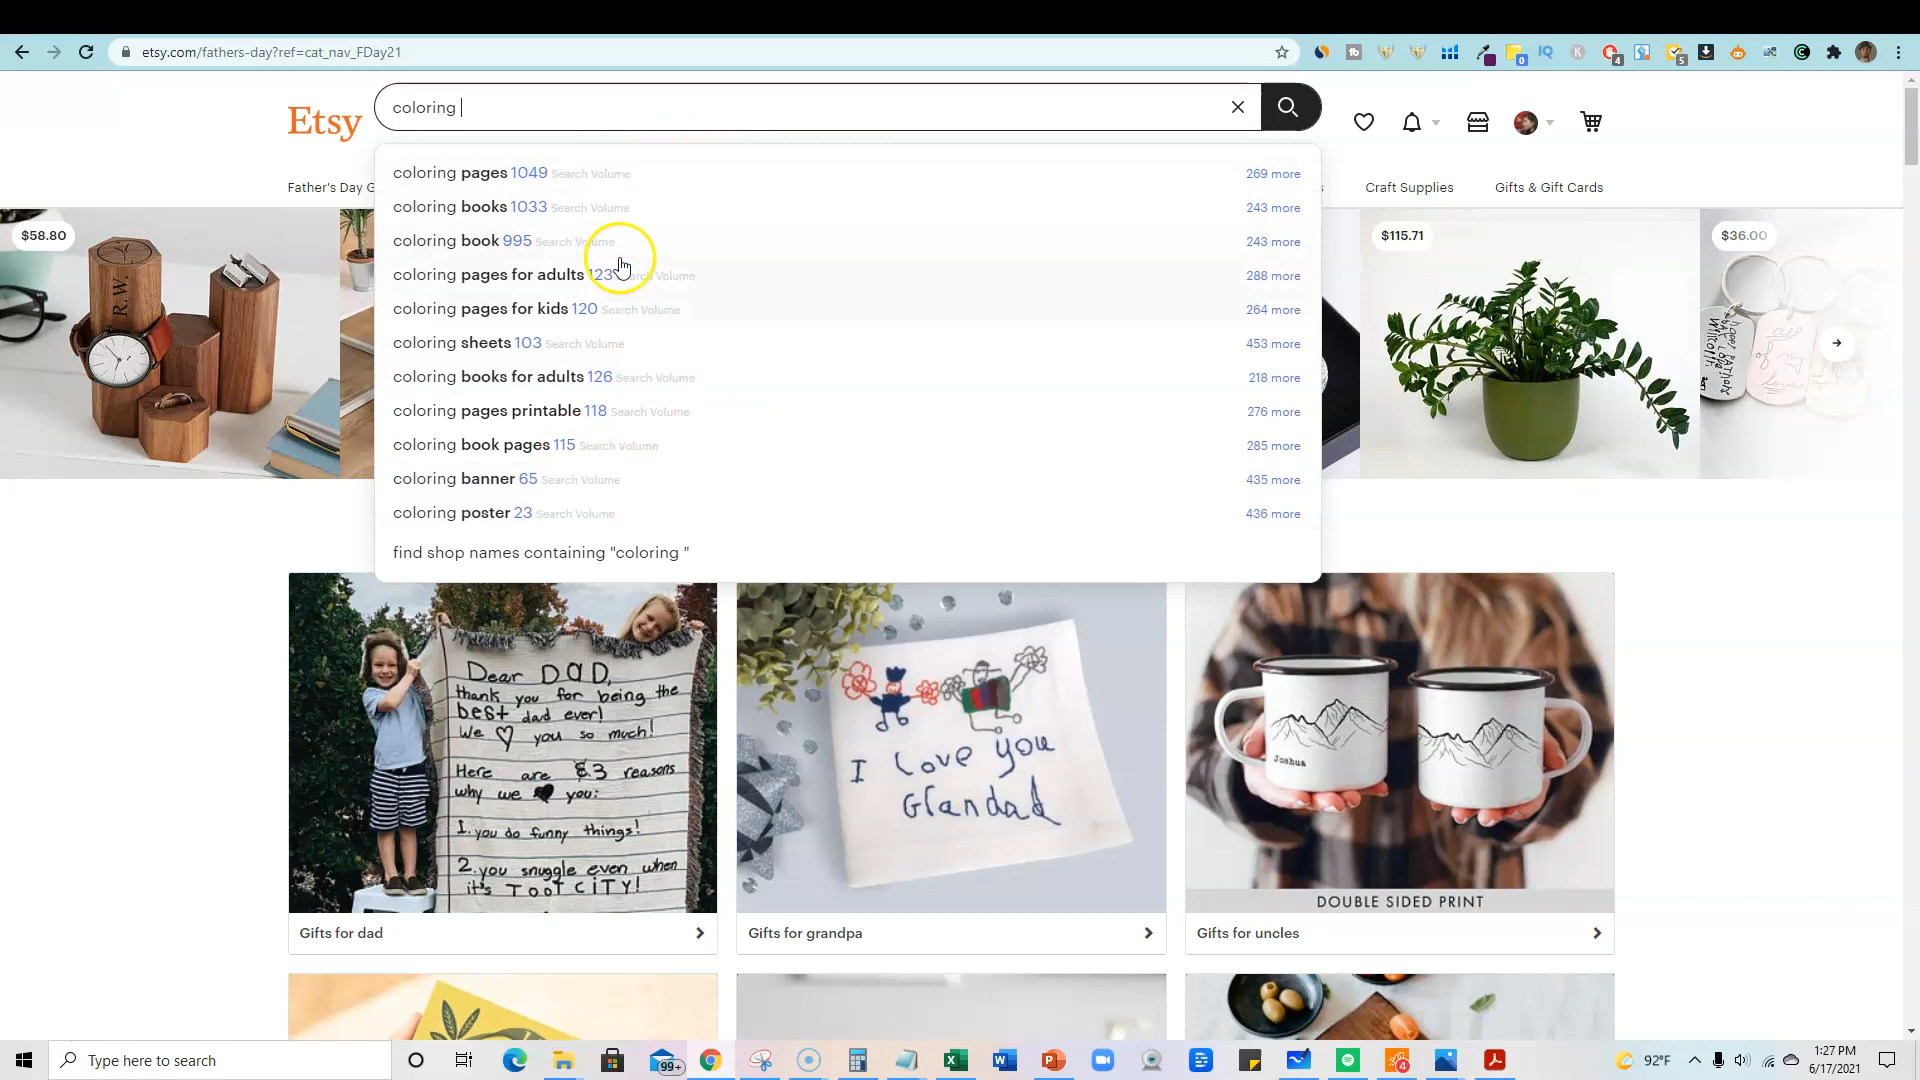 etsy.com/fathers-day?ref=cat_nav_FDay21
0
IQ
K
4
5
Etsy
coloring
Father's Day G
Craft Supplies
Gifts & Gift Cards
coloring pages 1049 Search Volume 269 more
coloring books 1033 Search Volume 243 more
coloring book 995 Search Volume 243 more
coloring pages for adults 123 Search Volume 288 more
coloring pages for kids 120 Search Volume 264 more
coloring sheets 103 Search Volume 453 more
coloring books for adults 126 Search Volume 218 more
coloring pages printable 118 Search Volume 276 more
coloring book pages 115 Search Volume 285 more
coloring banner 65 Search Volume 435 more
coloring poster 23 Search Volume 436 more
find shop names containing "coloring "
$58.80
R.W.
$115.71
$36.00
Dear DAD,
thank you for being the
best dad ever!
We you so much!
Here are 3 reasons
why we you:
1. you do funny things!
2. you snuggle even when
it's TOOT CITY!
I Love you
Grandad
Joshua
DOUBLE SIDED PRINT
Gifts for dad
Gifts for grandpa
Gifts for uncles
Type here to search
99+
4
92°F
1:27 PM
6/17/2021